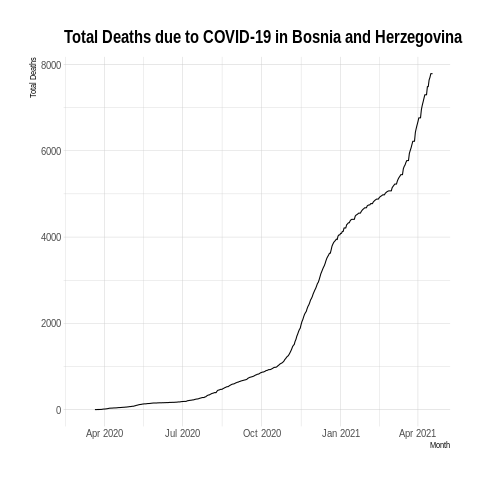 Total Deaths due to COVID-19 in Bosnia and Herzegovina
Total Deaths
8000
6000
4000
2000
0
Apr 2020 Jul 2020 Oct 2020 Jan 2021 Apr 2021
Month